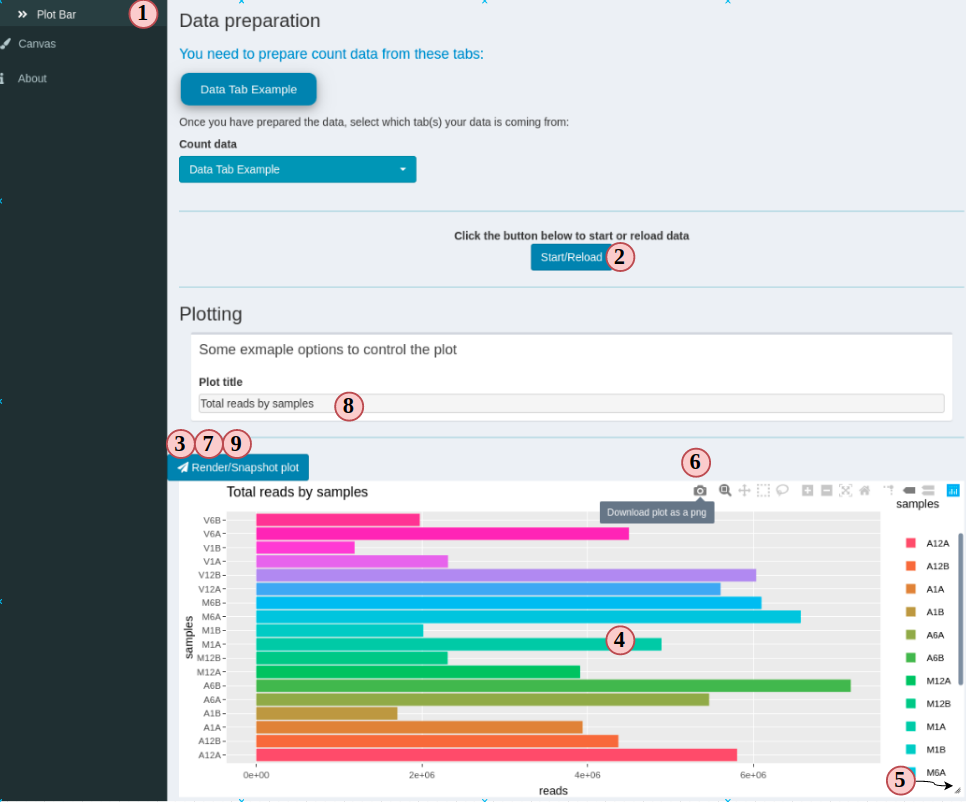 Plot Bar
1
Canvas
About
Data preparation
You need to prepare count data from these tabs:
Data Tab Example
Once you have prepared the data, select which tab(s) your data is coming from:
Count data
Data Tab Example
Click the button below to start or reload data
Start/Reload
2
Plotting
Some exmaple options to control the plot
Plot title
Total reads by samples
8
3 7 9
Render/Snapshot plot
6
Total reads by samples
Download plot as a png
samples
V6B
V6A
V1B
V1A
V12B
V12A
M6B
M6A
M1B
M1A
M12B
M12A
A6B
A6A
A1B
A1A
A12B
A12A
samples
4
0e+00 2e+06 4e+06 6e+06
reads
A12A
A12B
A1A
A1B
A6A
A6B
M12A
M12B
M1A
M1B
M6A
5